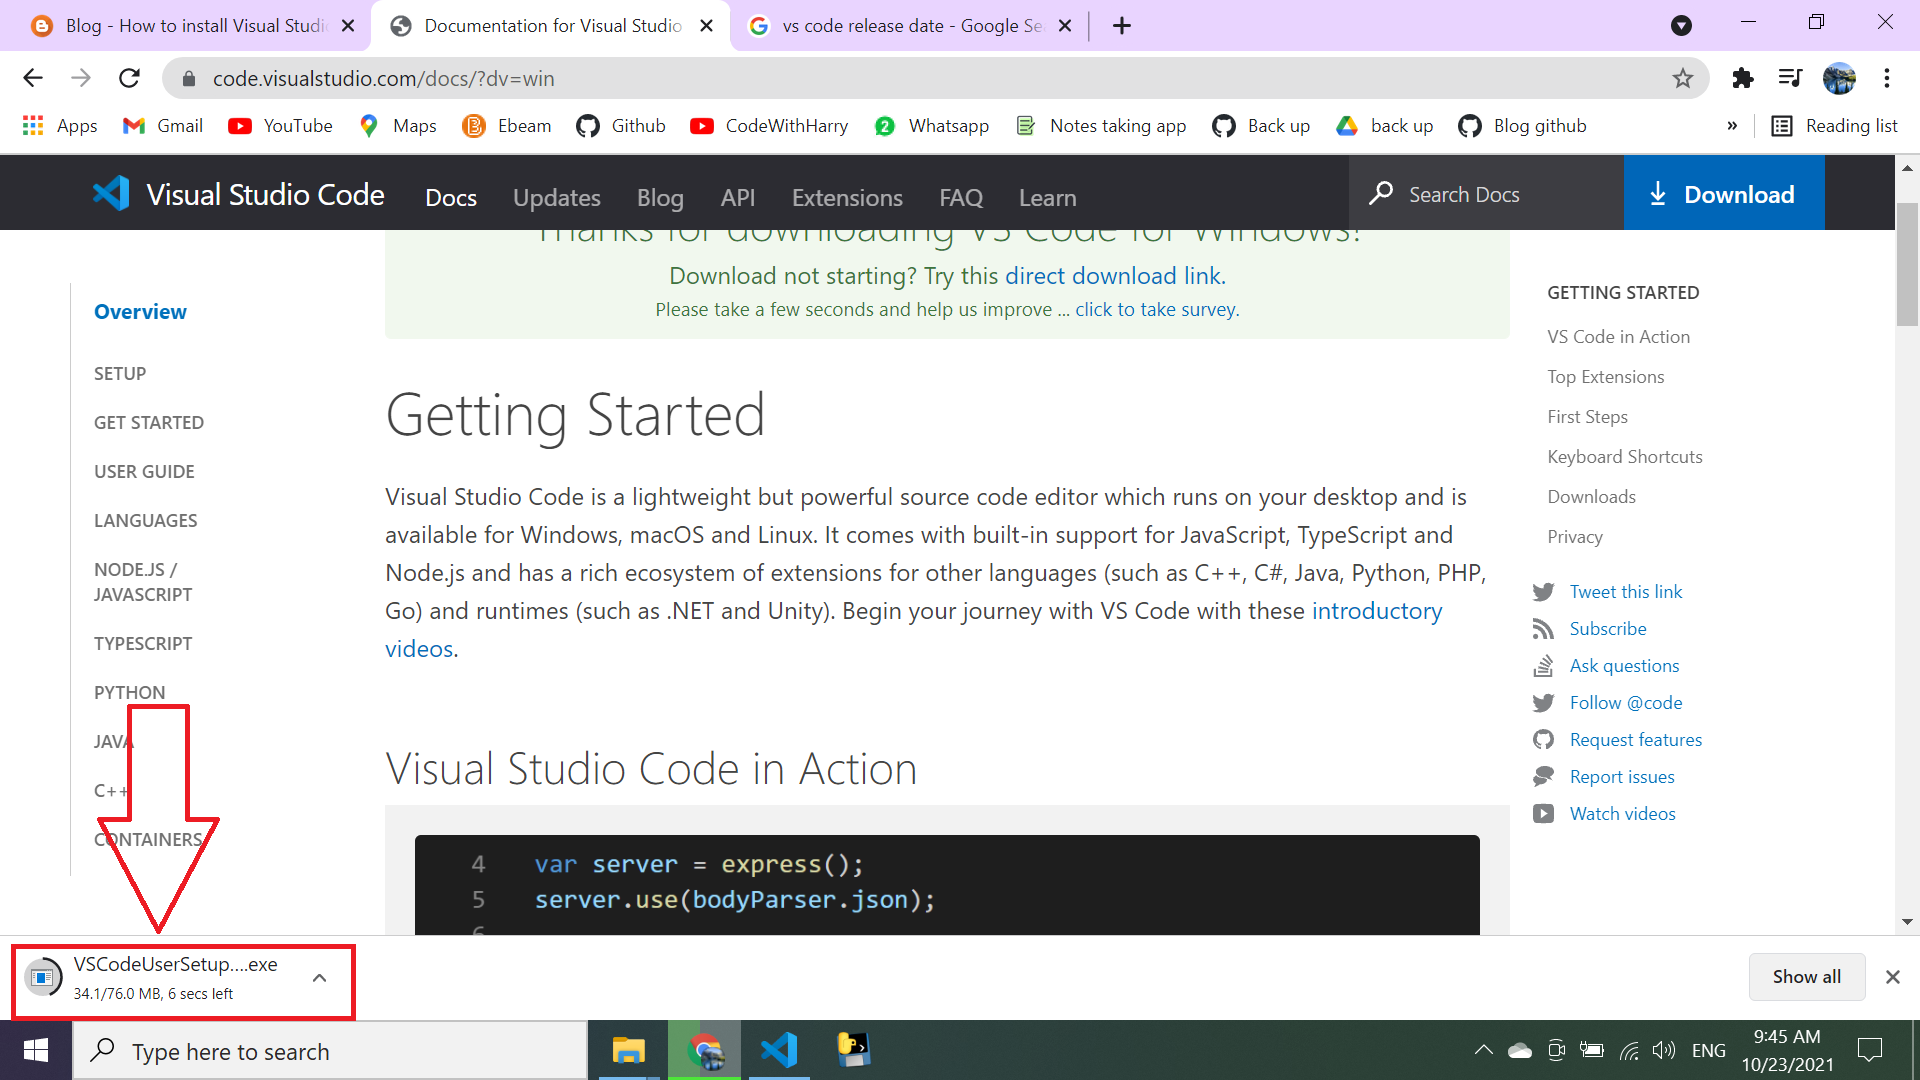 Blog - How to install Visual Studi
Documentation for Visual Studio
vs code release date - Google Se
code.visualstudio.com/docs/?dv=win
Apps
Gmail
YouTube
Maps
Ebeam
Github
CodeWithHarry
2
Whatsapp
Notes taking app
Back up
back up
Blog github
»
Reading list
Visual Studio Code
Docs
Updates
Blog
API
Extensions
FAQ
Learn
Search Docs
Download
Thanks for downloading VS Code for Windows!
Download not starting? Try this direct download link.
Please take a few seconds and help us improve ... click to take survey.
Overview
SETUP
GET STARTED
USER GUIDE
LANGUAGES
NODE.JS /
JAVASCRIPT
TYPESCRIPT
PYTHON
JAVA
C++
CONTAINERS
Getting Started
Visual Studio Code is a lightweight but powerful source code editor which runs on your desktop and is
available for Windows, macOS and Linux. It comes with built-in support for JavaScript, TypeScript and
Node.js and has a rich ecosystem of extensions for other languages (such as C++, C#, Java, Python, PHP,
Go) and runtimes (such as .NET and Unity). Begin your journey with VS Code with these introductory
videos.
Visual Studio Code in Action
4 var server = express();
5 server.use(bodyParser.json);
6
GETTING STARTED
VS Code in Action
Top Extensions
First Steps
Keyboard Shortcuts
Downloads
Privacy
Tweet this link
Subscribe
Ask questions
Follow @code
Request features
Report issues
Watch videos
VSCodeUserSetup....exe
34.1/76.0 MB, 6 secs left
Show all
Type here to search
ENG
9:45 AM
10/23/2021